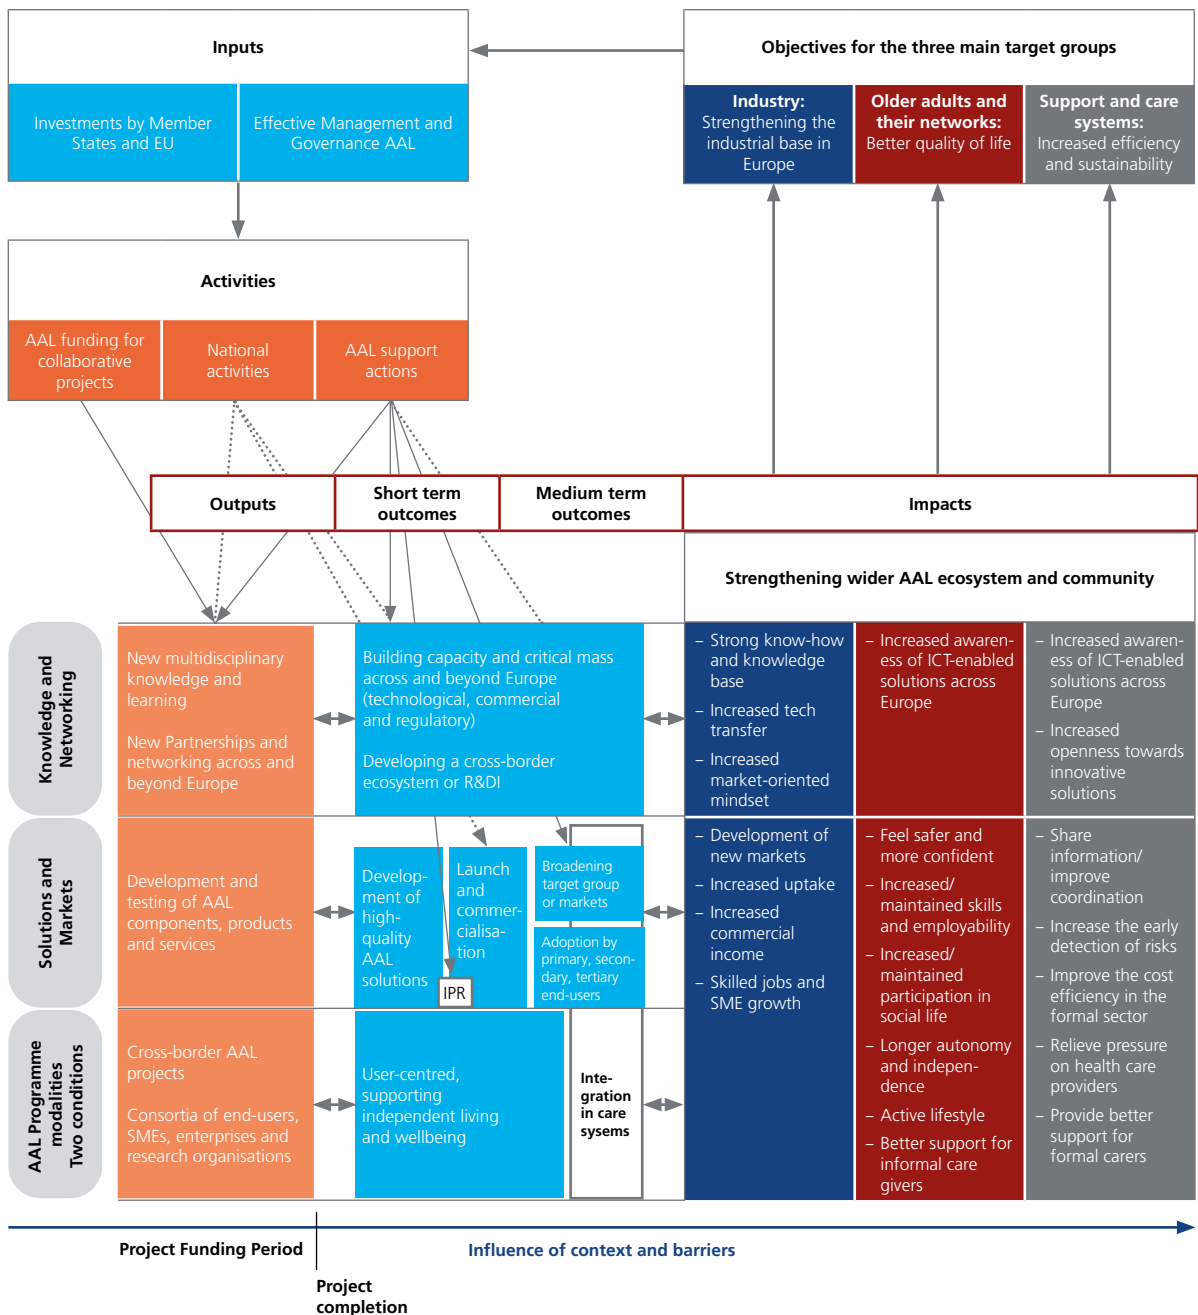 Inputs
Investments by Member
States and EU
Effective Management and
Governance AAL
Objectives for the three main target groups
Industry:
Strengthening the
industrial base in
Europe
Older adults and
their networks:
Better quality of life
Support and care
systems:
Increased efficiency
and sustainability
Activities
AAL funding for
collaborative
projects
National
activities
AAL support
actions
Outputs
Short term
outcomes
Medium term
outcomes
Impacts
Strengthening wider AAL ecosystem and community
Knowledge and
Networking
New multidisciplinary
knowledge and
learning
New Partnerships and
networking across and
beyond Europe
Building capacity and critical mass
across and beyond Europe
(technological, commercial
and regulatory)
Developing a cross-border
ecosystem or R&DI
– Strong know-how
and knowledge
base
– Increased tech
transfer
– Increased
market-oriented
mindset
– Increased aware-
ness of ICT-enabled
solutions across
Europe
– Increased aware-
ness of ICT-enabled
solutions across
Europe
– Increased
openness towards
innovative
solutions
Solutions and
Markets
Development and
testing of AAL
components, products
and services
Develop-
ment of
high-
quality
AAL
solutions
IPR
Launch
and
commer-
cialisa-
tion
Broadening
target group
or markets
Adoption by
primary, secon-
dary, tertiary
end-users
– Development of
new markets
– Increased uptake
– Increased
commercial
income
– Skilled jobs and
SME growth
– Feel safer and
more confident
– Increased/
maintained skills
and employability
– Increased/
maintained
participation in
social life
– Longer autonomy
and indepen-
dence
– Active lifestyle
– Better support for
informal care
givers
– Share
information/
improve
coordination
– Increase the early
detection of risks
– Improve the cost
efficiency in the
formal sector
– Relieve pressure
on health care
providers
– Provide better
support for
formal carers
AAL Programme
modalities
Two conditions
Cross-border AAL
projects
Consortia of end-users,
SMEs, enterprises and
research organisations
User-centred,
supporting
independent living
and wellbeing
Inte-
gration
in care
sysems
Project Funding Period
Influence of context and barriers
Project
completion